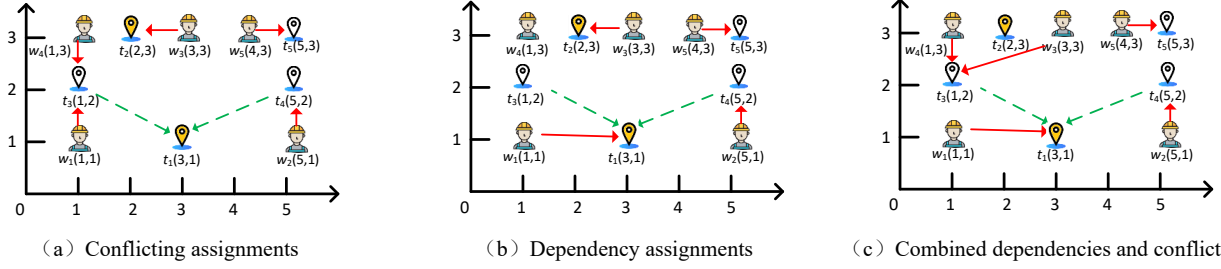 3
2
1
0
1
2
3
4
5
w4(1,3)
t2(2,3)
w3(3,3)
w5(4,3)
t5(5,3)
t3(1,2)
t4(5,2)
w1(1,1)
t1(3,1)
w2(5,1)
（a） Conflicting assignments
3
2
1
0
1
2
3
4
5
w4(1,3)
t2(2,3)
w3(3,3)
w5(4,3)
t5(5,3)
t3(1,2)
t4(5,2)
w1(1,1)
t1(3,1)
w2(5,1)
（b） Dependency assignments
3
2
1
0
1
2
3
4
5
w4(1,3)
t2(2,3)
w3(3,3)
w5(4,3)
t5(5,3)
t3(1,2)
t4(5,2)
w1(1,1)
t1(3,1)
w2(5,1)
（c） Combined dependencies and conflict